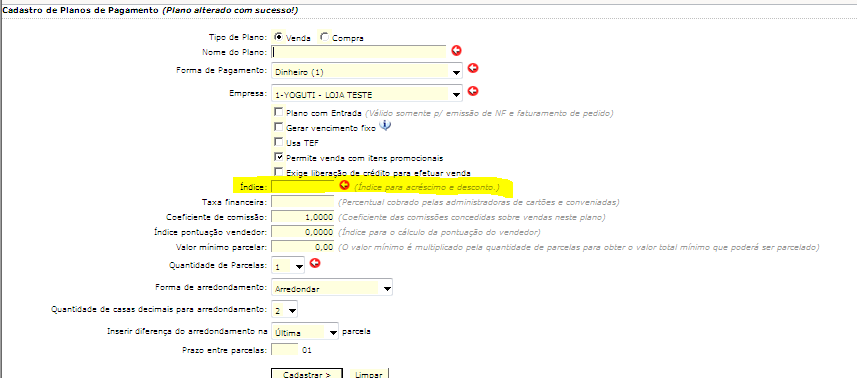 Cadastro de Planos de Pagamento (Plano alterado com sucesso!)
Tipo de Plano: Venda Compra
Nome do Plano:
Forma de Pagamento: Dinheiro (1)
Empresa: 1-YOGUTI - LOJA TESTE
Plano com Entrada (Válido somente p/ emissão de NF e faturamento de pedido)
Gerar vencimento fixo
Usa TEF
Permite venda com itens promocionais
Exige liberação de crédito para efetuar venda
Índice: (Índice para acréscimo e desconto.)
Taxa financeira: (Percentual cobrado pelas administradoras de cartões e conveniadas)
Coeficiente de comissão: 1,0000 (Coeficiente das comissões concedidas sobre vendas neste plano)
Índice pontuação vendedor: 0,0000 (Índice para o cálculo da pontuação do vendedor)
Valor mínimo parcelar: 0,00 (O valor mínimo é multiplicado pela quantidade de parcelas para obter o valor total mínimo que poderá ser parcelado)
Quantidade de Parcelas: 1
Forma de arredondamento: Arredondar
Quantidade de casas decimais para arredondamento: 2
Inserir diferença do arredondamento na Última parcela
Prazo entre parcelas: 01
Cadastrar > Limpar